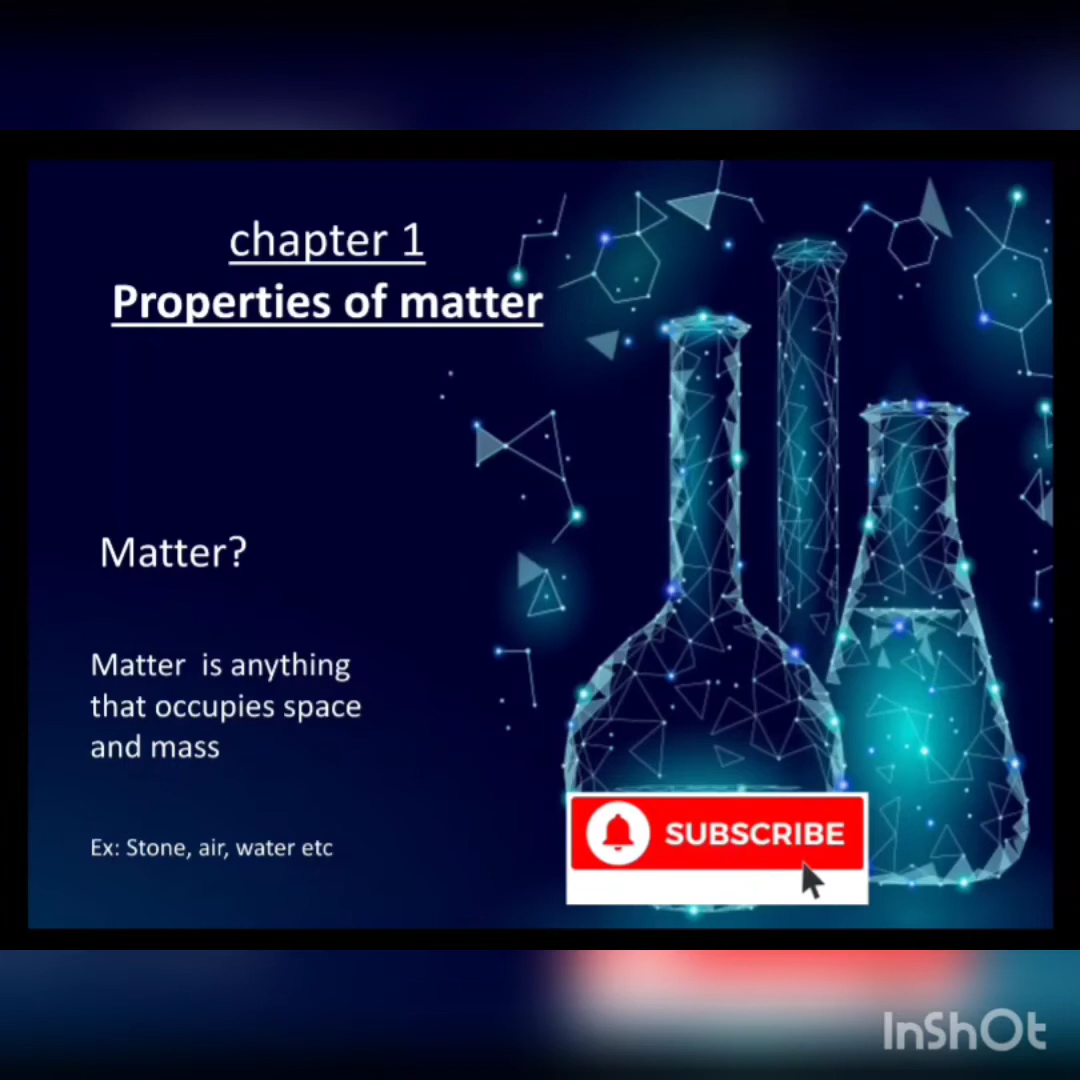 chapter 1
Properties of matter
Matter?
Matter is anything
that occupies space
and mass
Ex: Stone, air, water etc
SUBSCRIBE
InShOt